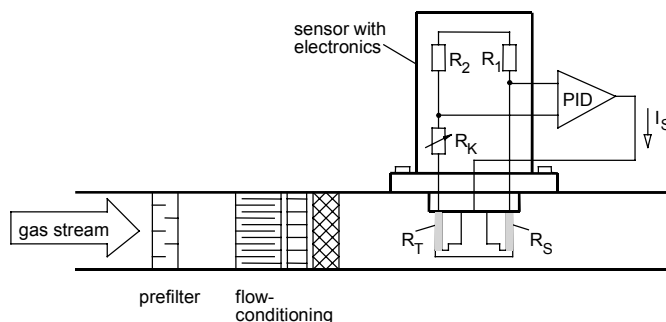 sensor with
electronics
R2
R1
PID
IS
RK
gas stream
RT
RS
prefilter
flow-
conditioning